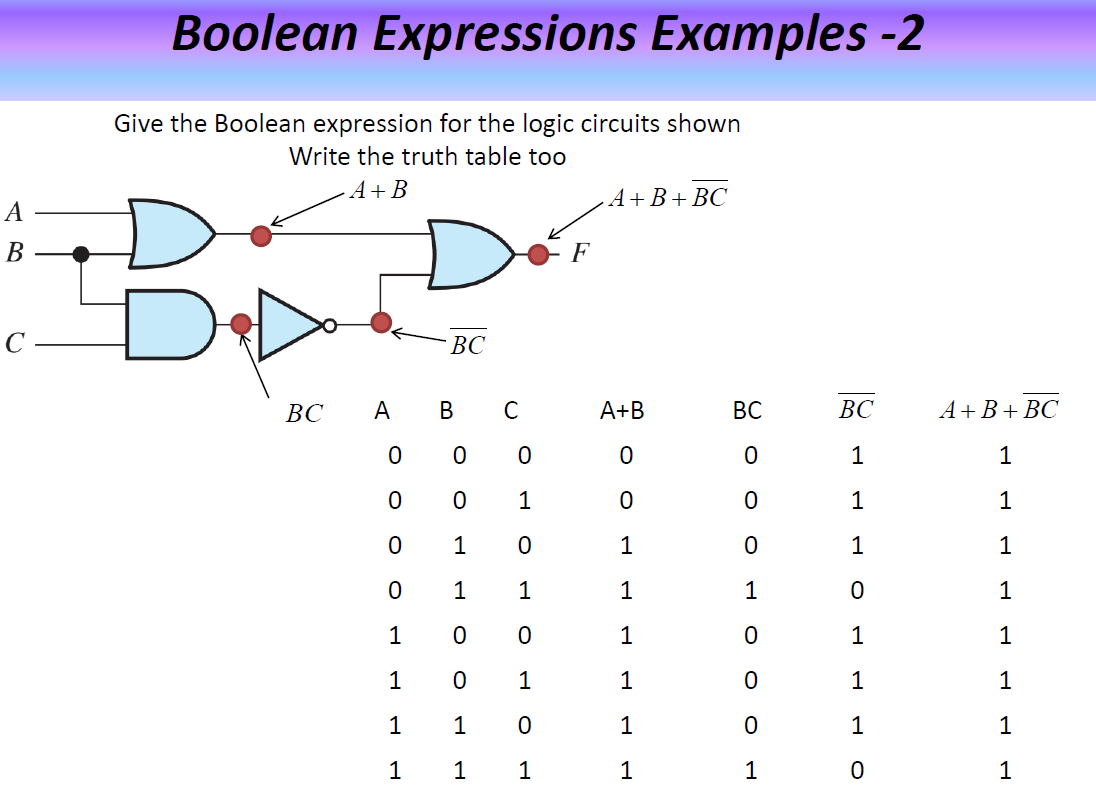 Boolean Expressions Examples -2
Give the Boolean expression for the logic circuits shown
Write the truth table too
A + B
A + B + B̅C̅
A
B
F
C
B̅C̅
BC
A B C A+B BC B̅C̅ A + B + B̅C̅
0 0 0 0 0 1 1
0 0 1 0 0 1 1
0 1 0 1 0 1 1
0 1 1 1 1 0 1
1 0 0 1 0 1 1
1 0 1 1 0 1 1
1 1 0 1 0 1 1
1 1 1 1 1 0 1